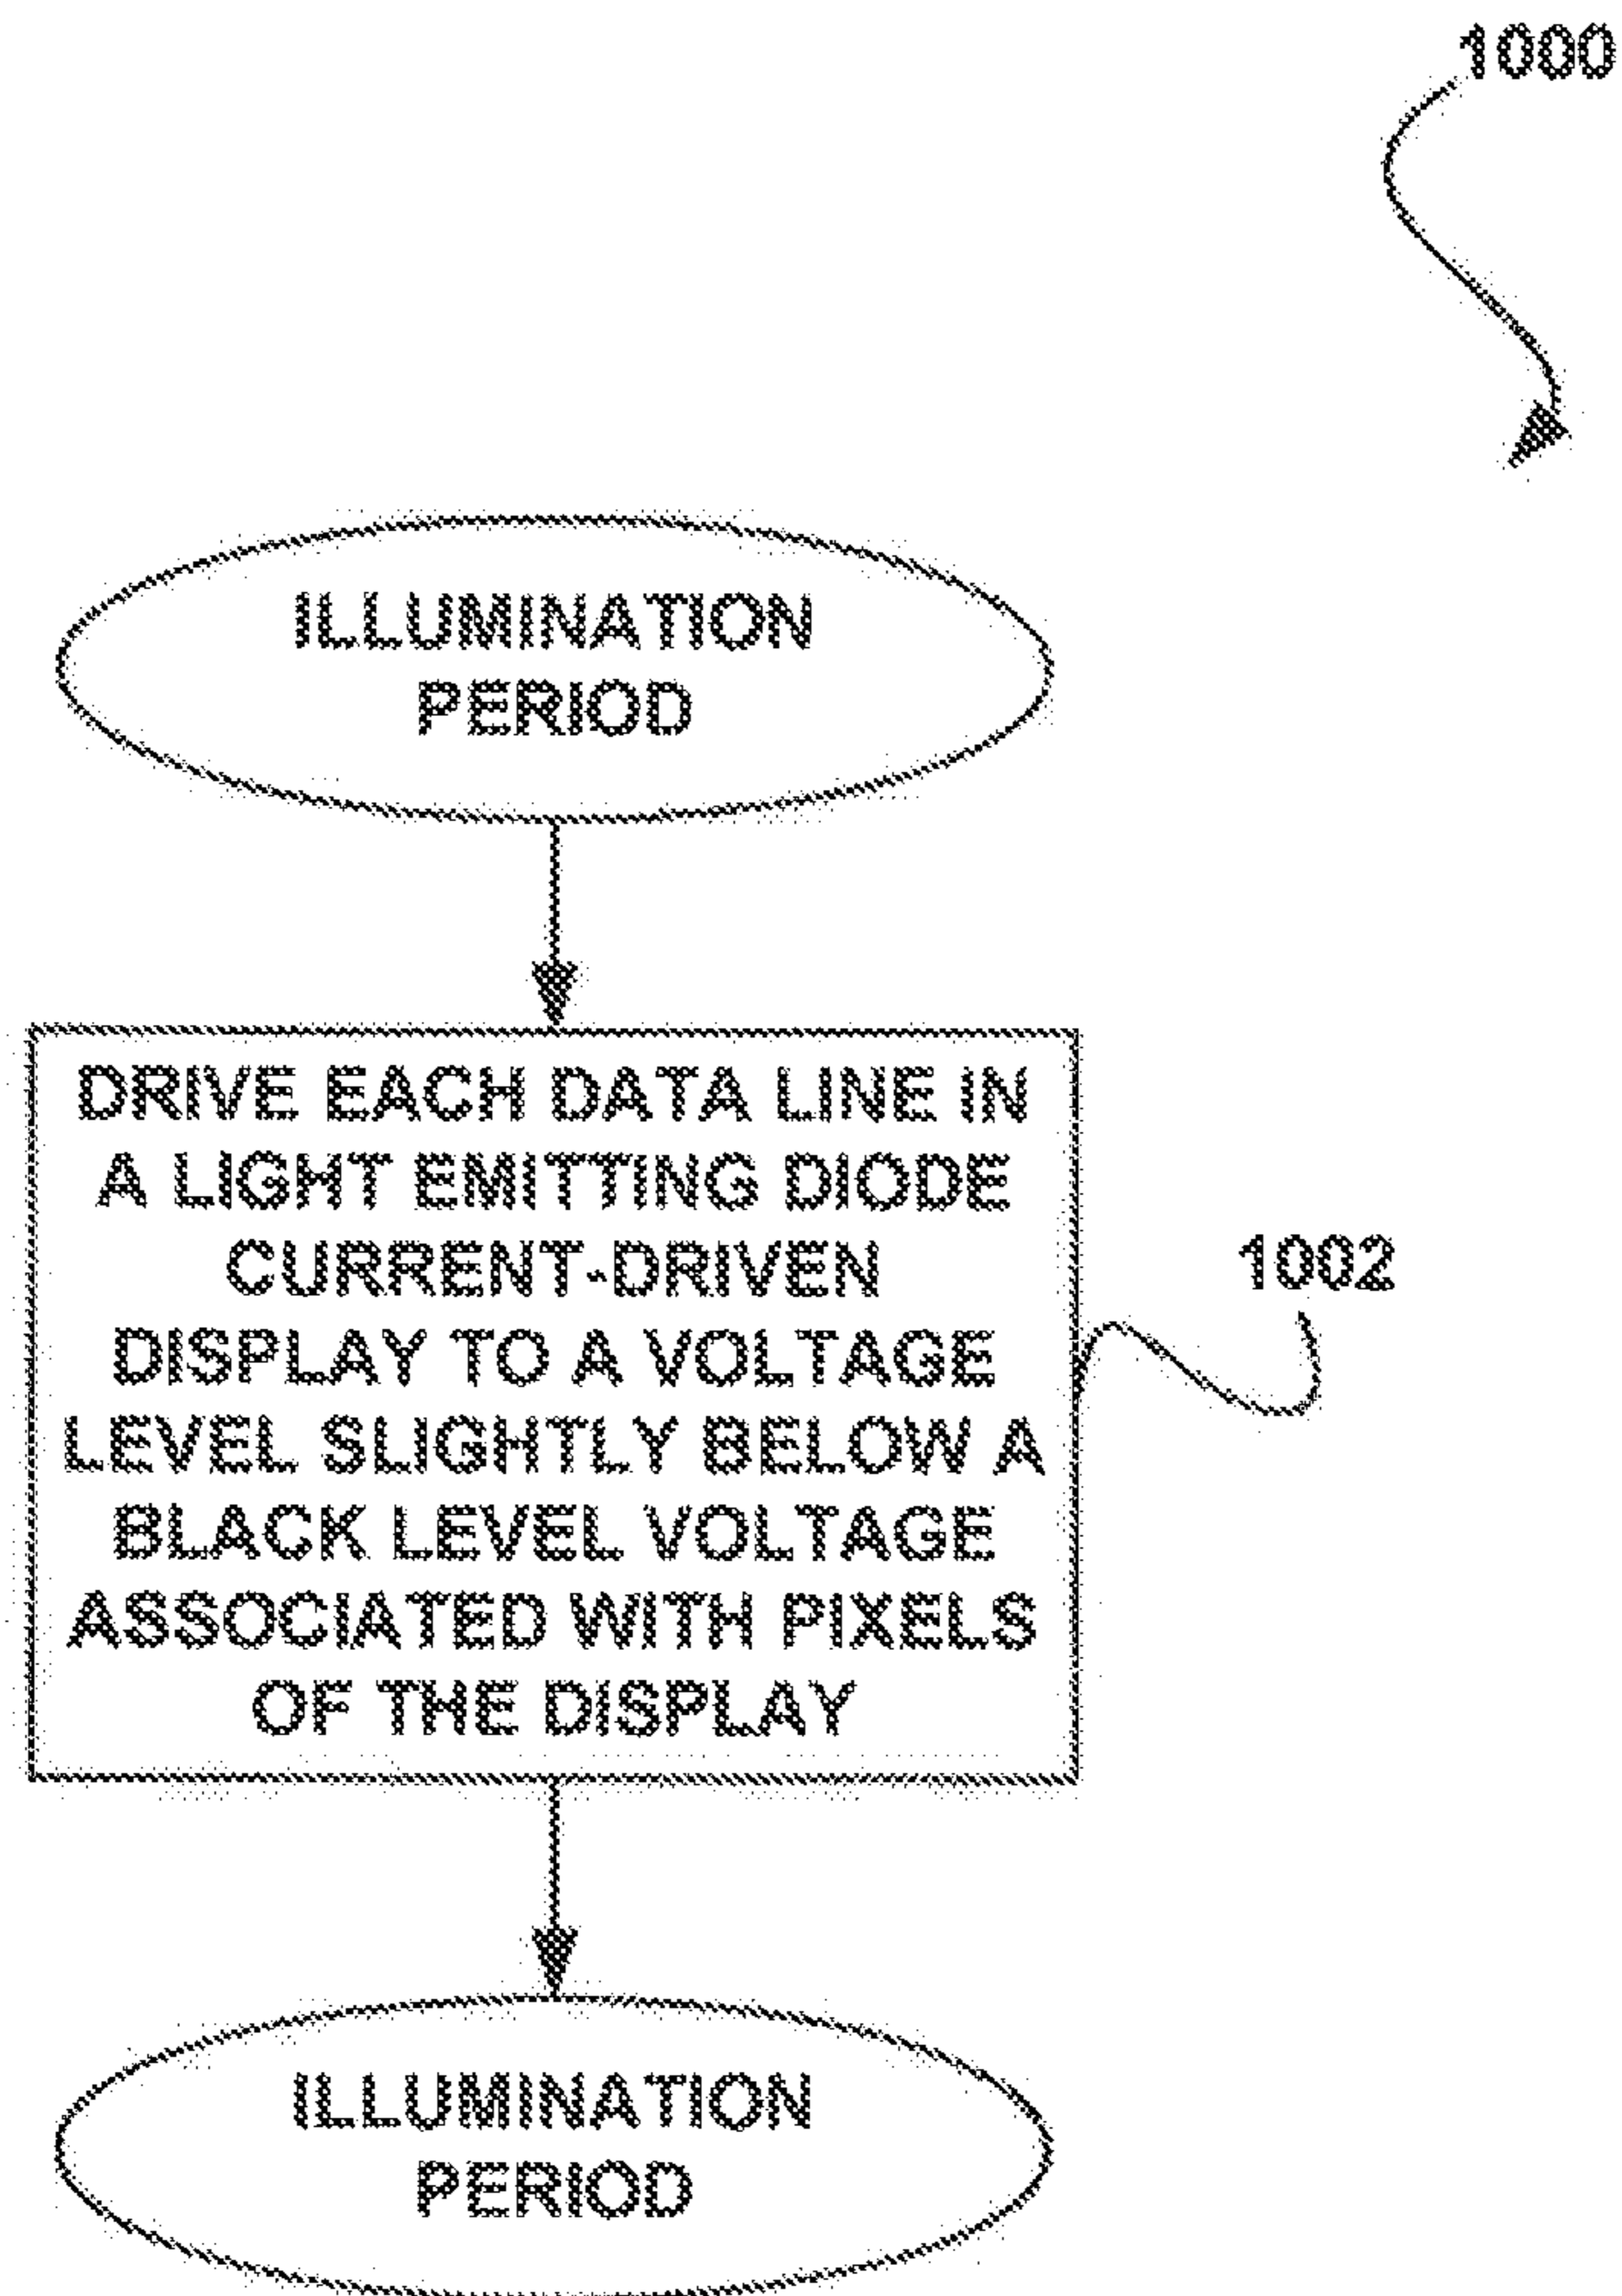 1000
ILLUMINATION
PERIOD
DRIVE EACH DATA LINE IN
A LIGHT EMITTING DIODE
CURRENT-DRIVEN
DISPLAY TO A VOLTAGE
LEVEL SLIGHTLY BELOW A
BLACK LEVEL VOLTAGE
ASSOCIATED WITH PIXELS
OF THE DISPLAY
1002
ILLUMINATION
PERIOD